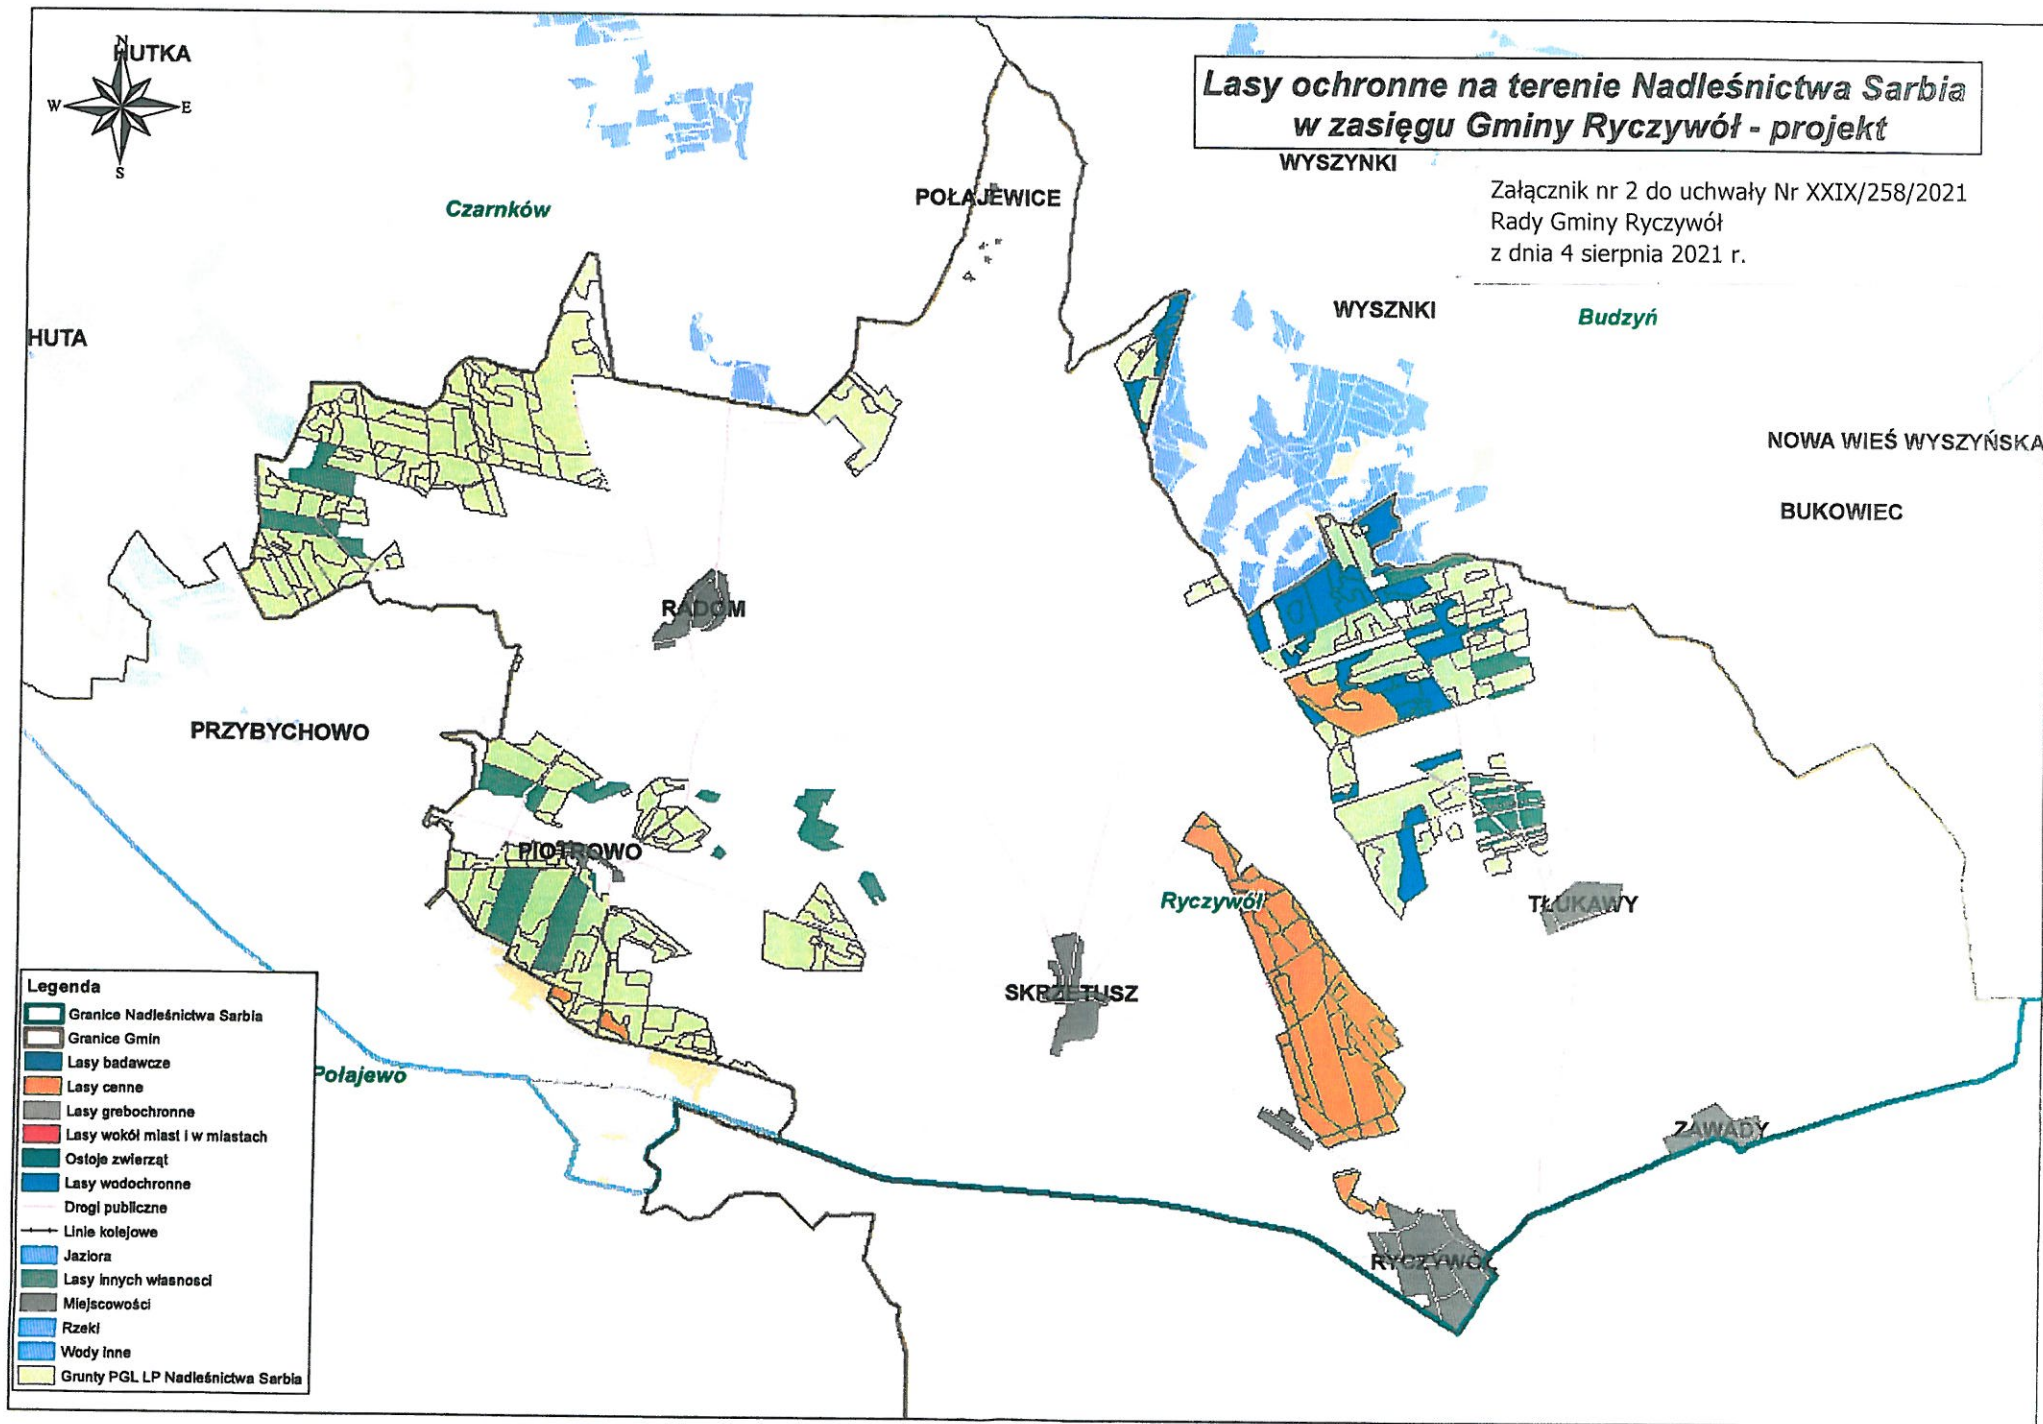 HUTKA
N
W
E
S
Lasy ochronne na terenie Nadleśnictwa Sarbia
w zasięgu Gminy Ryczywół - projekt
WYSZYNKI
Załącznik nr 2 do uchwały Nr XXIX/258/2021
Rady Gminy Ryczywół
z dnia 4 sierpnia 2021 r.
Czarnków
POŁAJEWICE
WYSZNKI
Budzyń
HUTA
NOWA WIEŚ WYSZYŃSKA
BUKOWIEC
RADOM
PRZYBYCHOWO
PIOTROWO
Ryczywół
TŁUKAWY
SKRZETUSZ
Połajewo
ZAWADY
RYCZYWÓŁ
Legenda
Granice Nadleśnictwa Sarbia
Granice Gmin
Lasy badawcze
Lasy cenne
Lasy grebochronne
Lasy wokół miast i w miastach
Ostoje zwierząt
Lasy wodochronne
Drogi publiczne
Linie kolejowe
Jeziora
Lasy innych własnosci
Miejscowości
Rzeki
Wody inne
Grunty PGL LP Nadleśnictwa Sarbia